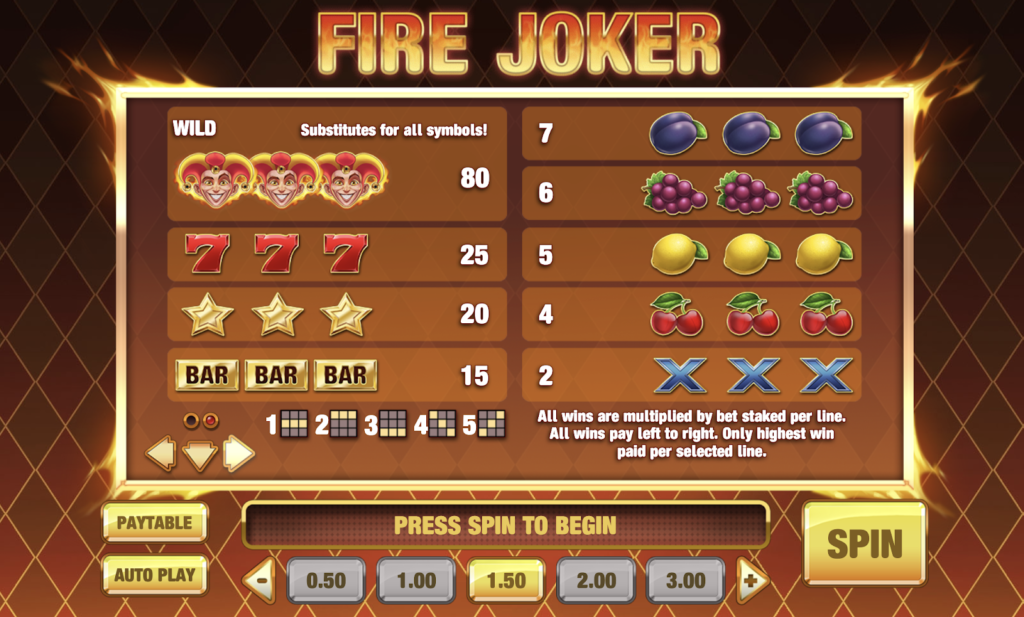 FIRE JOKER
WILD
Substitutes for all symbols!
80
25
20
BAR BAR BAR
15
7
6
5
4
2
1 2 3 4 5
All wins are multiplied by bet staked per line.
All wins pay left to right. Only highest win
paid per selected line.
PAYTABLE
AUTO PLAY
PRESS SPIN TO BEGIN
- 0.50 1.00 1.50 2.00 3.00 +
SPIN